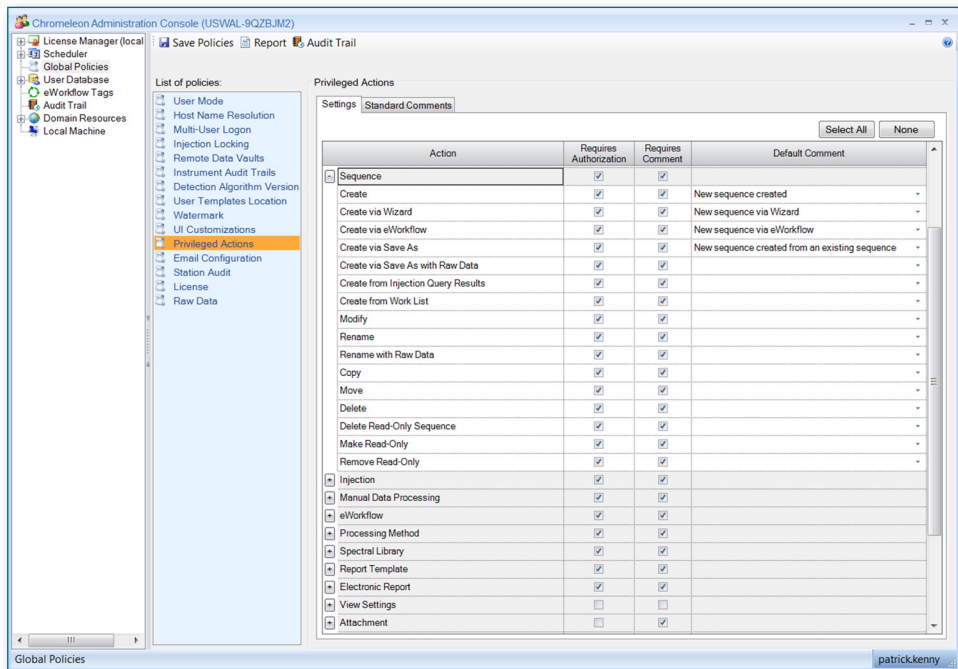 Chromeleon Administration Console (USWAL-9QZBJM2)
License Manager (local
Scheduler
Global Policies
User Database
eWorkflow Tags
Audit Trail
Domain Resources
Local Machine
Save Policies Report Audit Trail
List of policies:
User Mode
Host Name Resolution
Multi-User Logon
Injection Locking
Remote Data Vaults
Instrument Audit Trails
Detection Algorithm Version
User Templates Location
Watermark
UI Customizations
Privileged Actions
Email Configuration
Station Audit
License
Raw Data
Privileged Actions
Settings Standard Comments
Select All None
Action Requires Authorization Requires Comment Default Comment
Sequence
Create New sequence created
Create via Wizard New sequence via Wizard
Create via eWorkflow New sequence via eWorkflow
Create via Save As New sequence created from an existing sequence
Create via Save As with Raw Data
Create from Injection Query Results
Create from Work List
Modify
Rename
Rename with Raw Data
Copy
Move
Delete
Delete Read-Only Sequence
Make Read-Only
Remove Read-Only
Injection
Manual Data Processing
eWorkflow
Processing Method
Spectral Library
Report Template
Electronic Report
View Settings
Attachment
Global Policies patrick.kenny